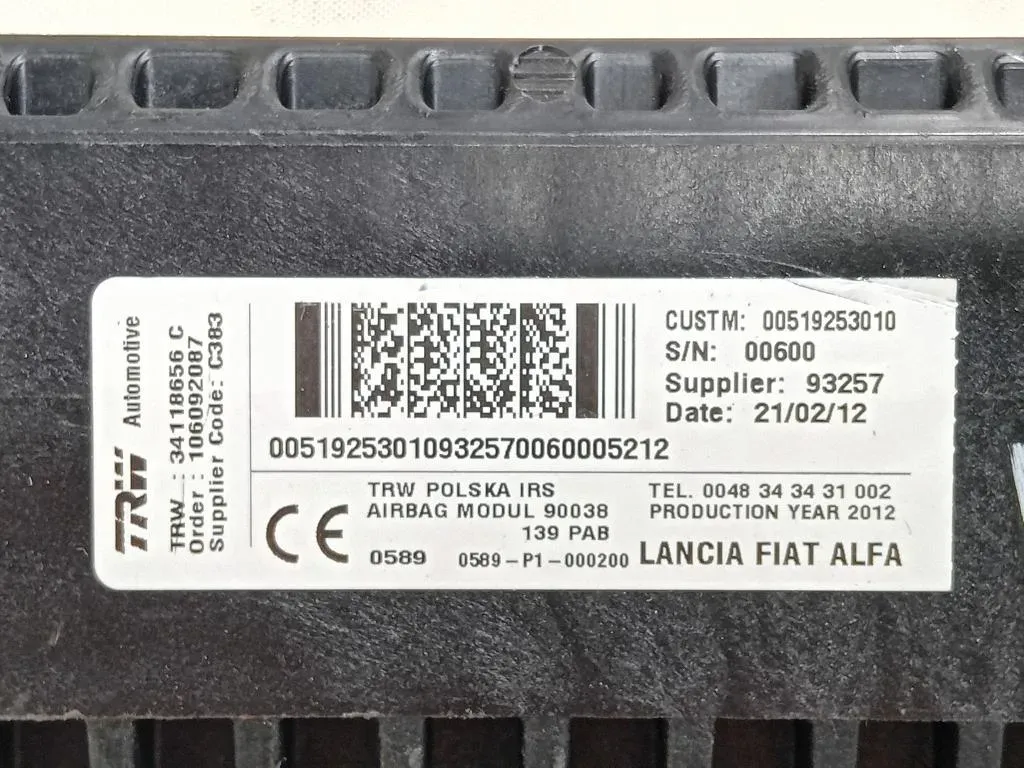 TRW Automotive
TRW : 34118656 C
Order : 106092087
Supplier Code: C383
CUSTM: 00519253010
S/N: 00600
Supplier: 93257
Date: 21/02/12
00519253010932570060005212
TRW POLSKA IRS
AIRBAG MODUL 90038
139 PAB
CE 0589 0589-P1-000200
TEL. 0048 34 34 31 002
PRODUCTION YEAR 2012
LANCIA FIAT ALFA